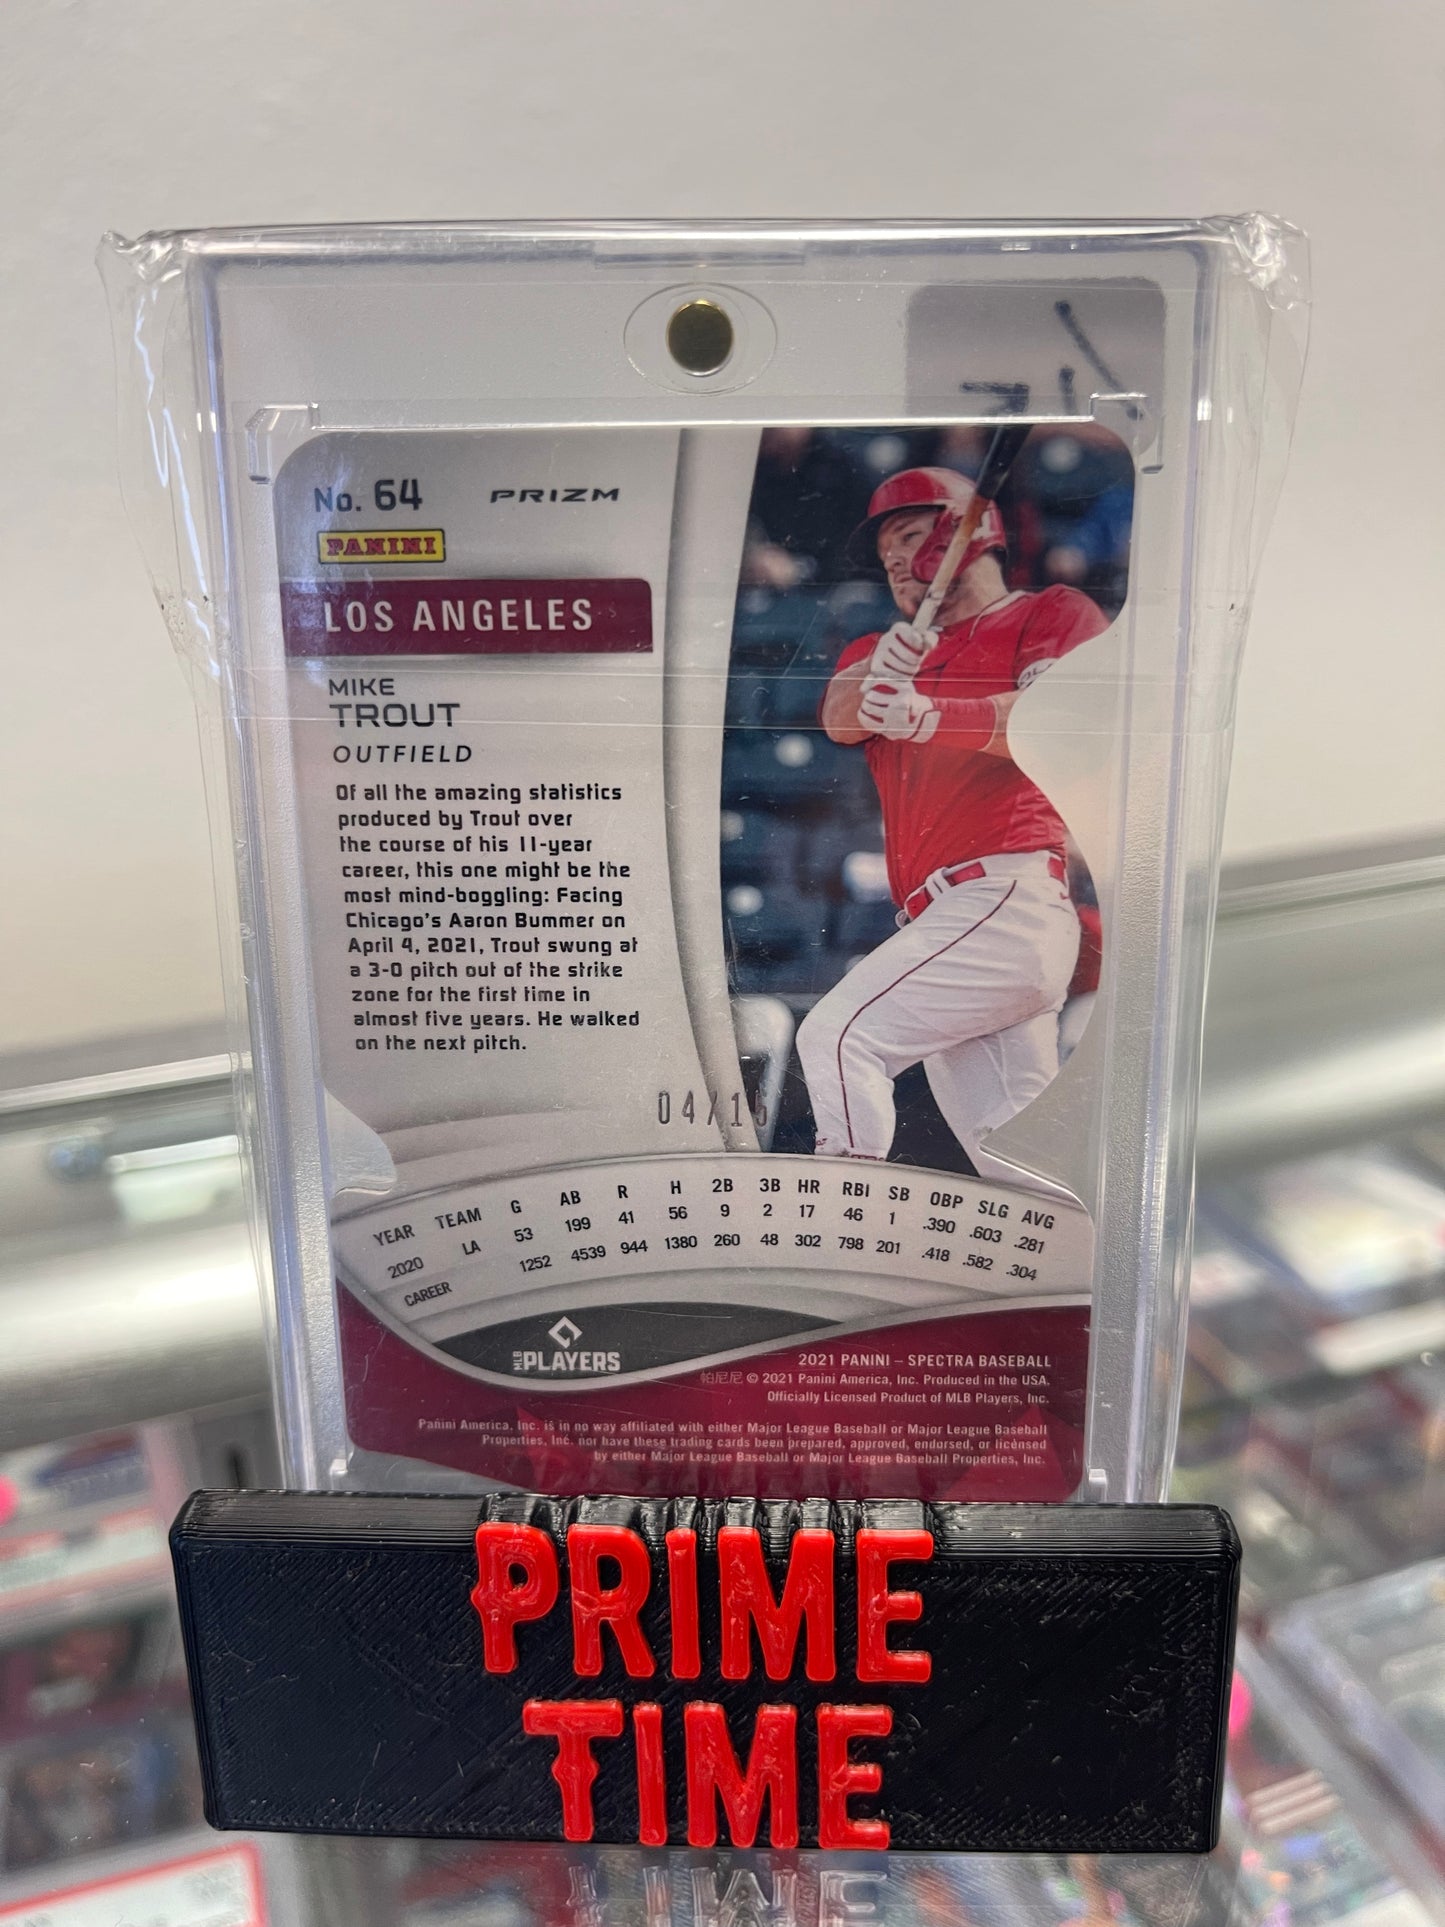 No. 64 PRIZM
PANINI
LOS ANGELES
MIKE
TROUT
OUTFIELD
Of all the amazing statistics
produced by Trout over
the course of his 11-year
career, this one might be the
most mind-boggling: Facing
Chicago's Aaron Bummer on
April 4, 2021, Trout swung at
a 3-0 pitch out of the strike
zone for the first time in
almost five years. He walked
on the next pitch.
YEAR TEAM G AB R H 2B 3B HR RBI SB OBP SLG AVG
2020 LA 53 199 41 56 9 2 17 46 1 .390 .603 .281
CAREER 1252 4539 944 1380 260 48 302 798 201 .418 .582 .304
MLB PLAYERS
2021 PANINI – SPECTRA BASEBALL
帕尼尼 © 2021 Panini America, Inc. Produced in the USA.
Officially Licensed Product of MLB Players, Inc.
Panini America, Inc. is in no way affiliated with either Major League Baseball or Major League Baseball
Properties, Inc. nor have these trading cards been prepared, approved, endorsed, or licensed
by either Major League Baseball or Major League Baseball Properties, Inc.
PRIME
TIME